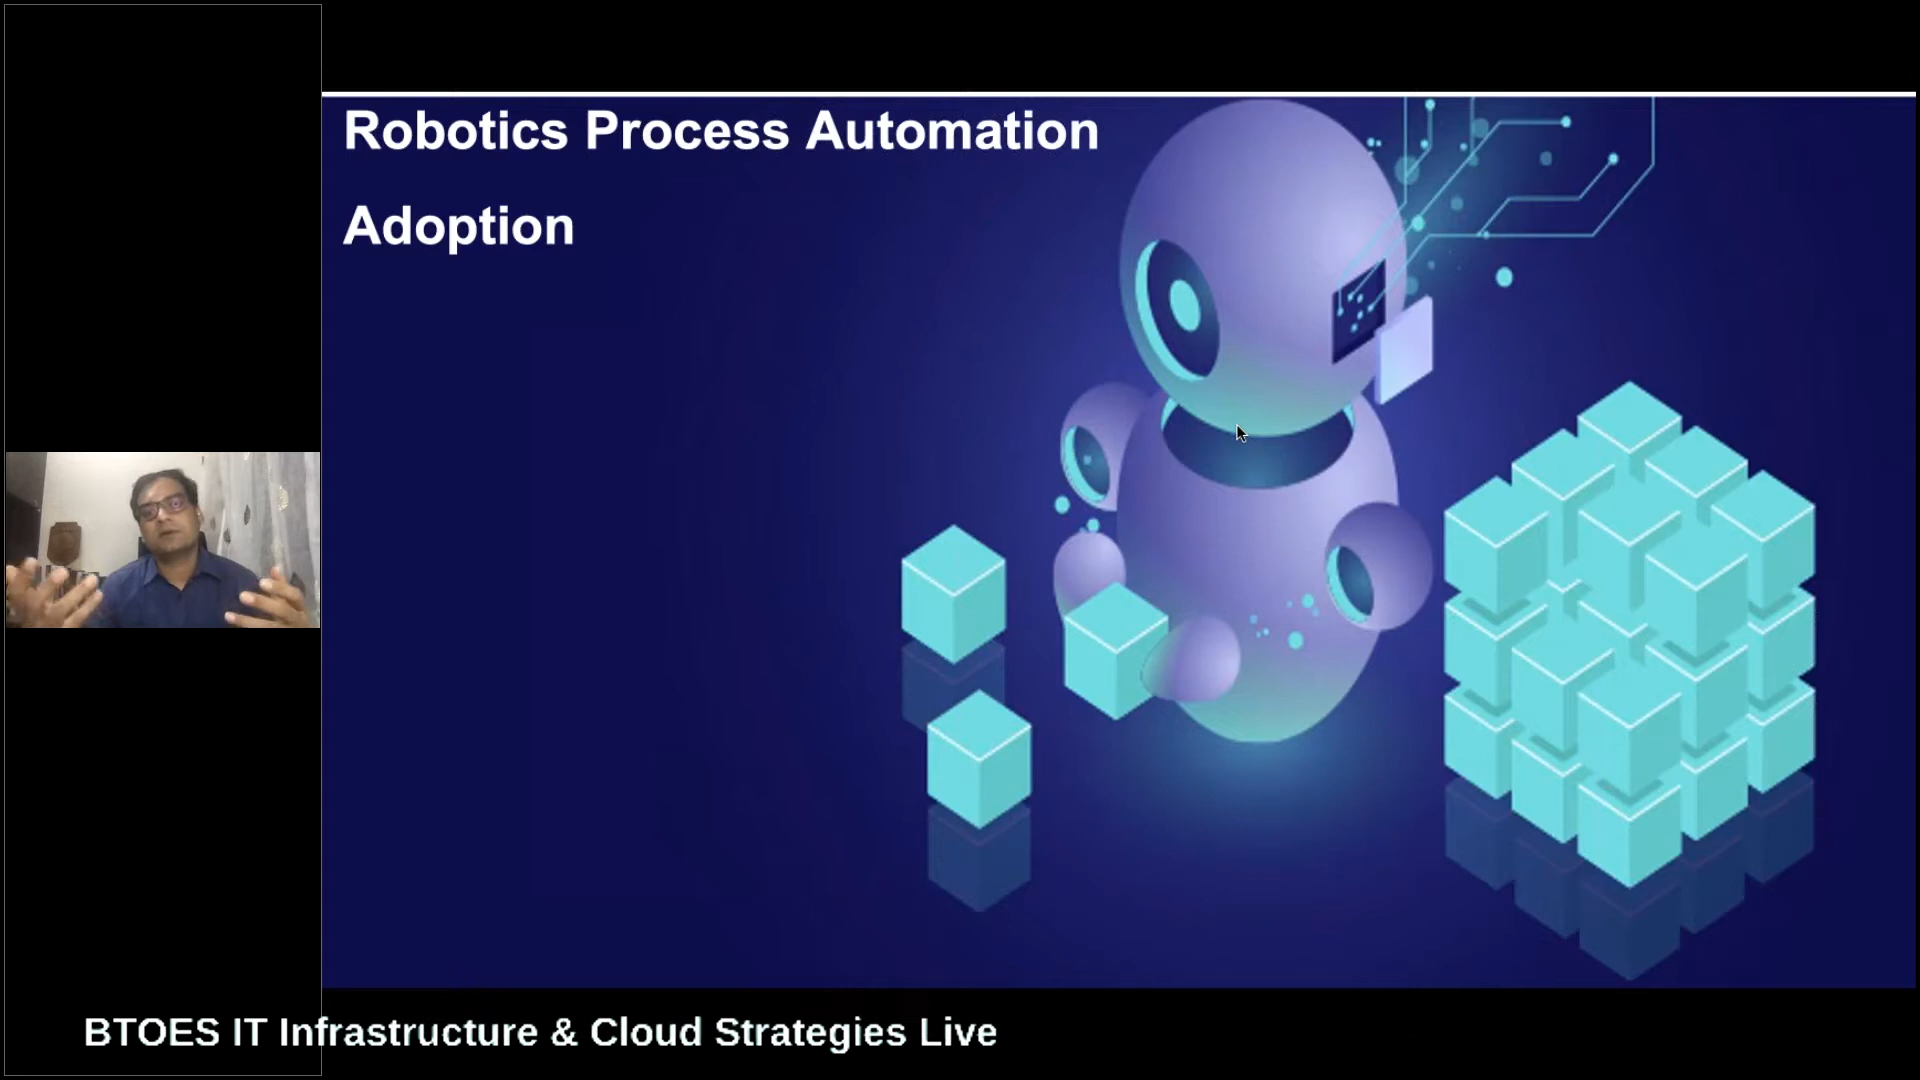 Robotics Process Automation
Adoption
BTOES IT Infrastructure & Cloud Strategies Live